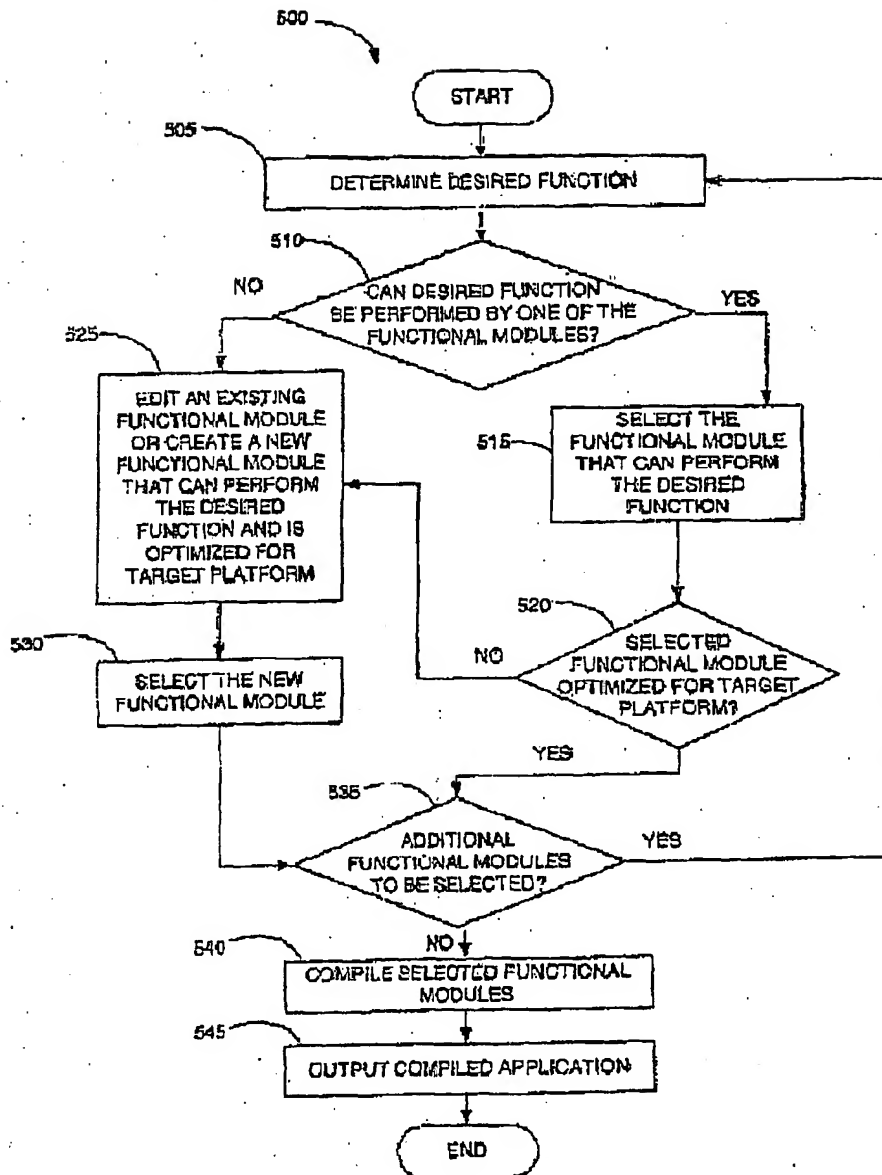 500
START
505
DETERMINE DESIRED FUNCTION
510
NO
CAN DESIRED FUNCTION
BE PERFORMED BY ONE OF THE
FUNCTIONAL MODULES?
YES
525
EDIT AN EXISTING
FUNCTIONAL MODULE
OR CREATE A NEW
FUNCTIONAL MODULE
THAT CAN PERFORM
THE DESIRED
FUNCTION AND IS
OPTIMIZED FOR
TARGET PLATFORM
515
SELECT THE
FUNCTIONAL MODULE
THAT CAN PERFORM
THE DESIRED
FUNCTION
520
NO
SELECTED
FUNCTIONAL MODULE
OPTIMIZED FOR TARGET
PLATFORM?
530
SELECT THE NEW
FUNCTIONAL MODULE
YES
535
ADDITIONAL
FUNCTIONAL MODULES
TO BE SELECTED?
YES
NO
540
COMPILE SELECTED FUNCTIONAL
MODULES
545
OUTPUT COMPILED APPLICATION
END